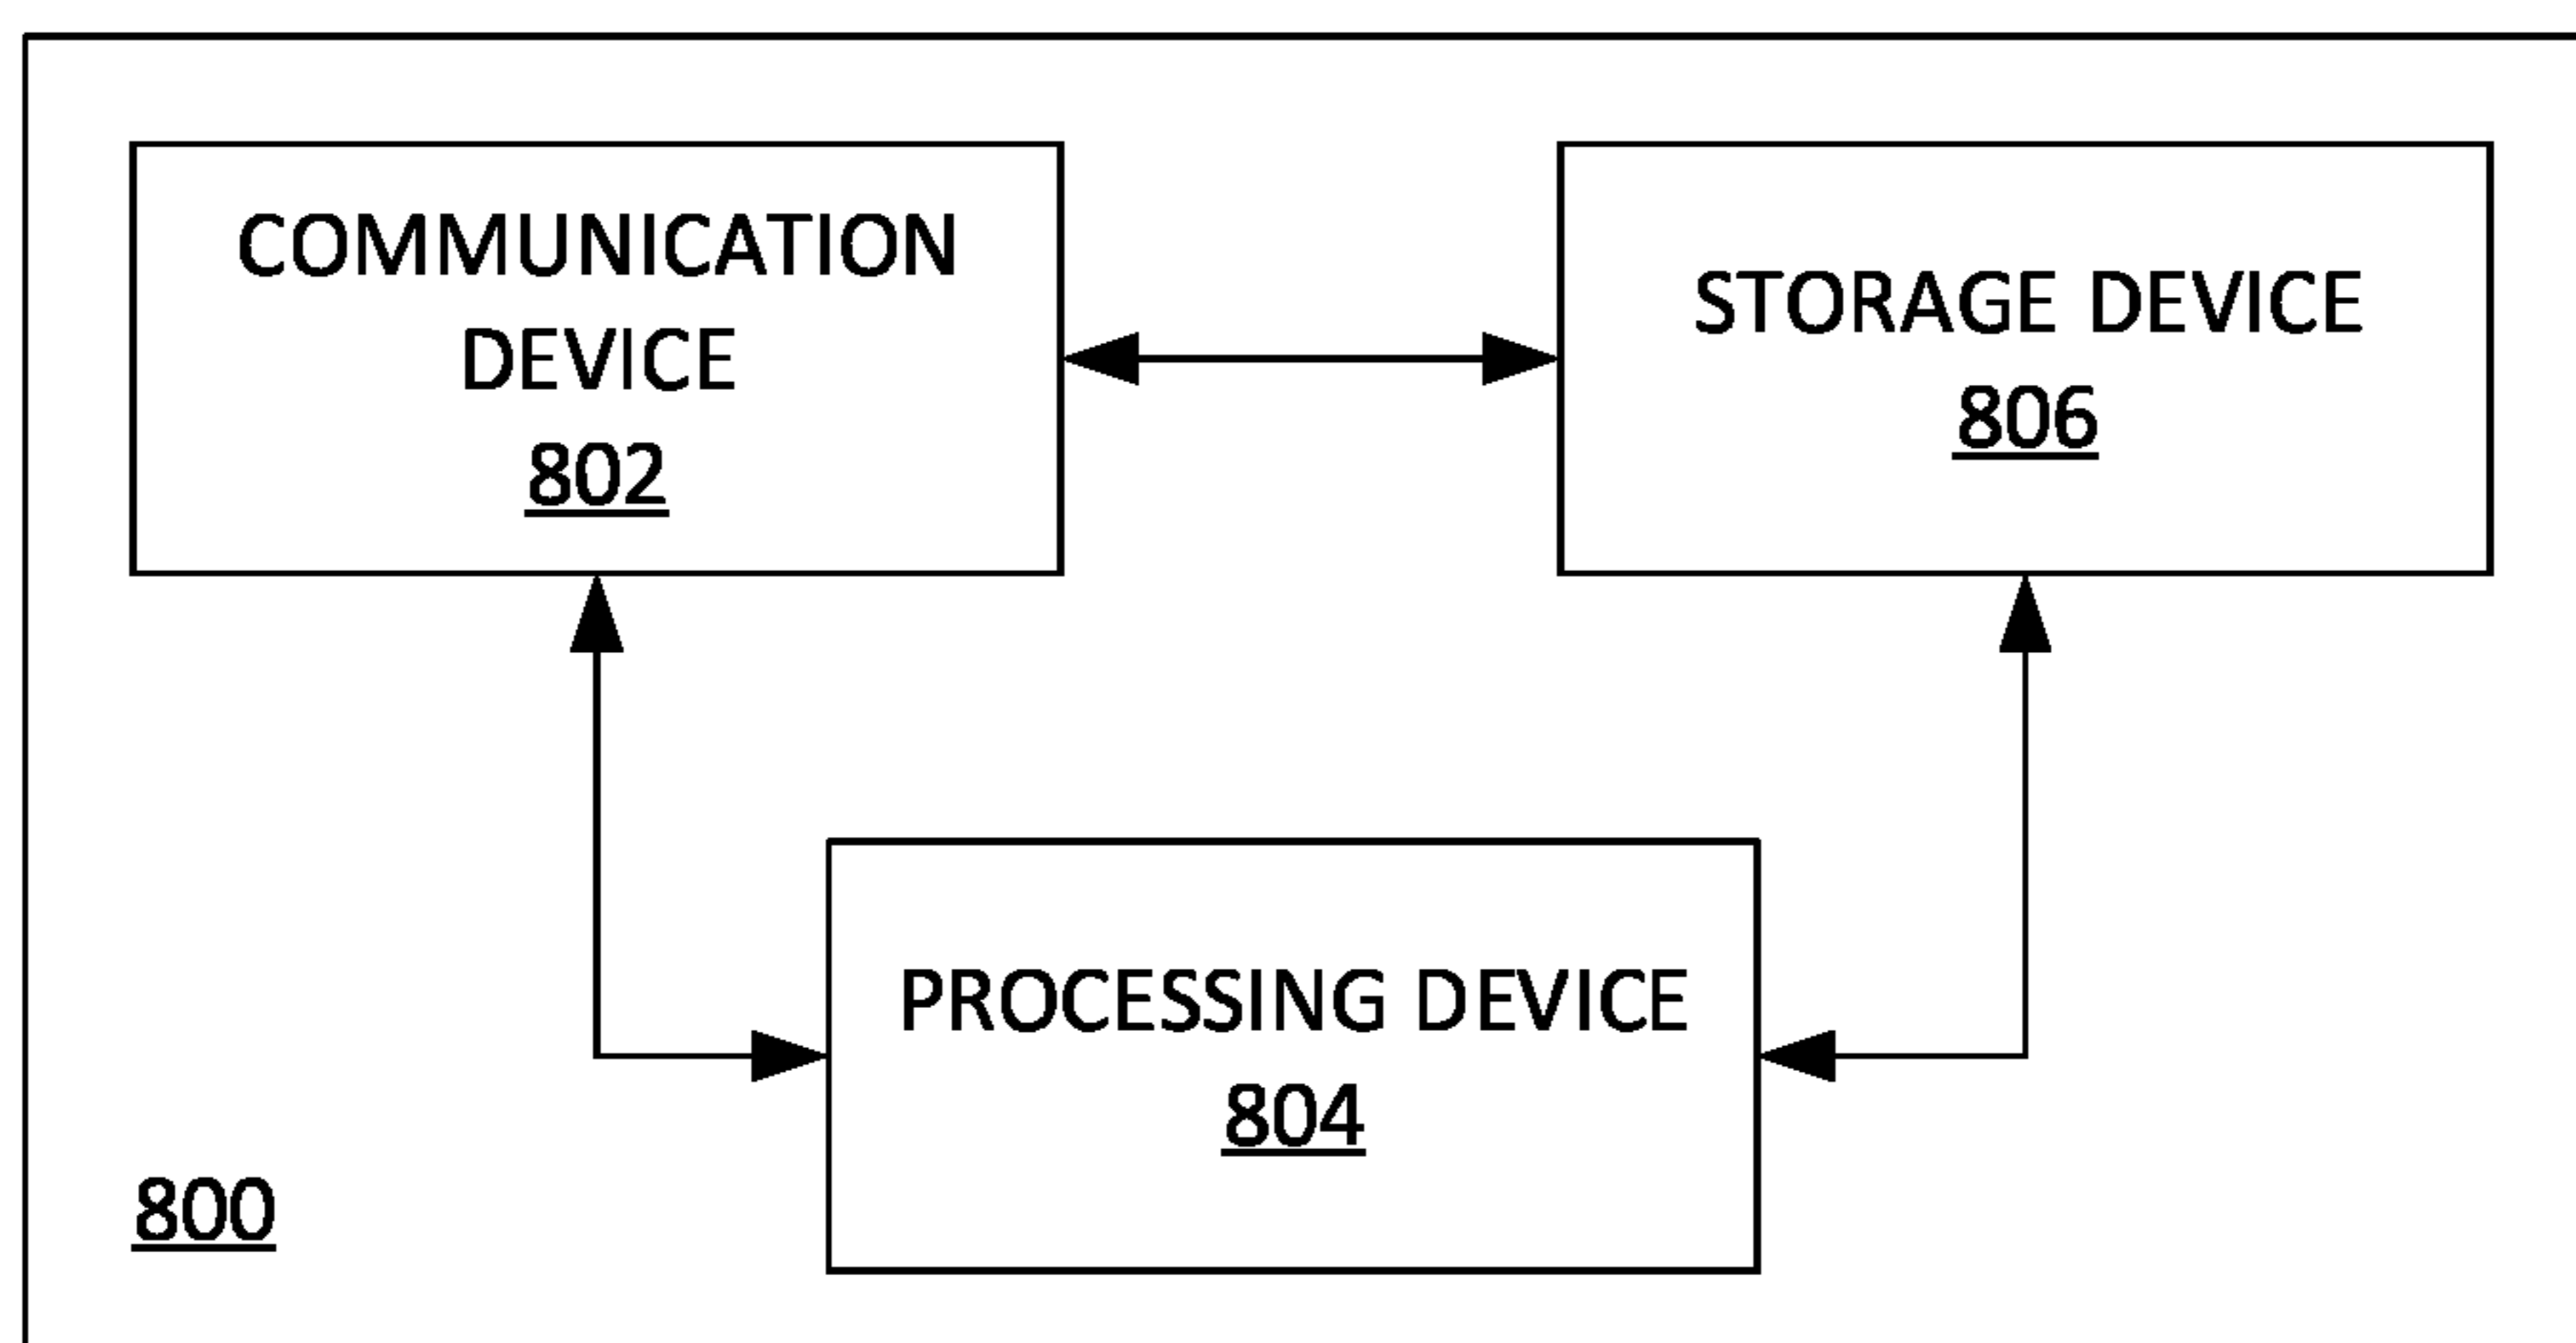 COMMUNICATION
DEVICE
802
STORAGE DEVICE
806
PROCESSING DEVICE
804
800